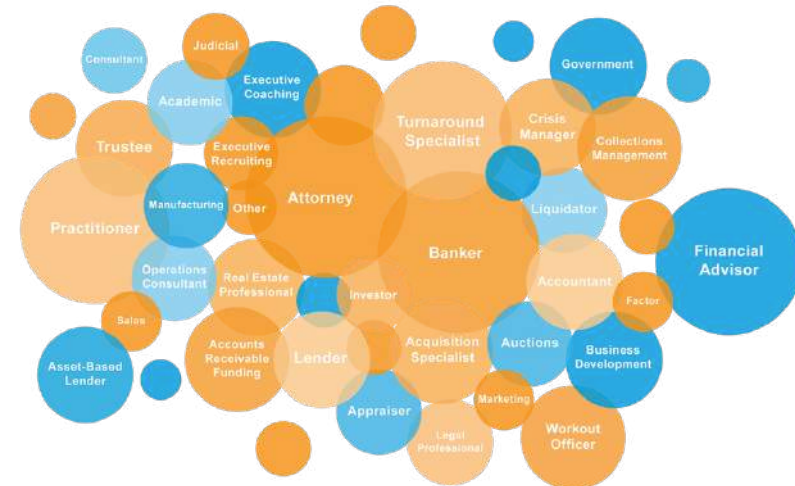 Judicial
Consultant
Executive
Coaching
Government
Academic
Turnaround
Specialist
Crisis
Manager
Collections
Management
Trustee
Executive
Recruiting
Attorney
Manufacturing
Other
Liquidator
Practitioner
Banker
Financial
Advisor
Operations
Consultant
Real Estate
Professional
Investor
Accountant
Factor
Sales
Accounts
Receivable
Funding
Lender
Acquisition
Specialist
Auctions
Business
Development
Asset-Based
Lender
Appraiser
Marketing
Legal
Professional
Workout
Officer